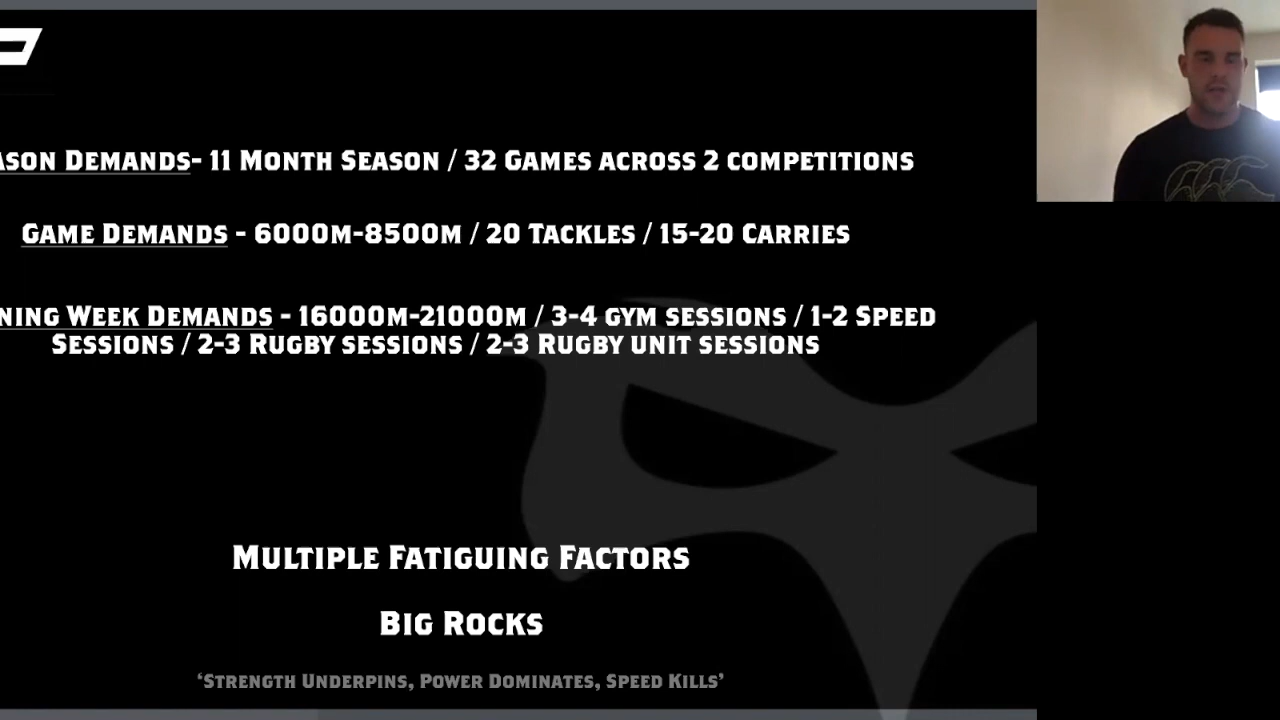 ASON DEMANDS- 11 MONTH SEASON / 32 GAMES ACROSS 2 COMPETITIONS
GAME DEMANDS - 6000M-8500M / 20 TACKLES / 15-20 CARRIES
NING WEEK DEMANDS - 16000M-21000M / 3-4 GYM SESSIONS / 1-2 SPEED
SESSIONS / 2-3 RUGBY SESSIONS / 2-3 RUGBY UNIT SESSIONS
MULTIPLE FATIGUING FACTORS
BIG ROCKS
‘STRENGTH UNDERPINS, POWER DOMINATES, SPEED KILLS’